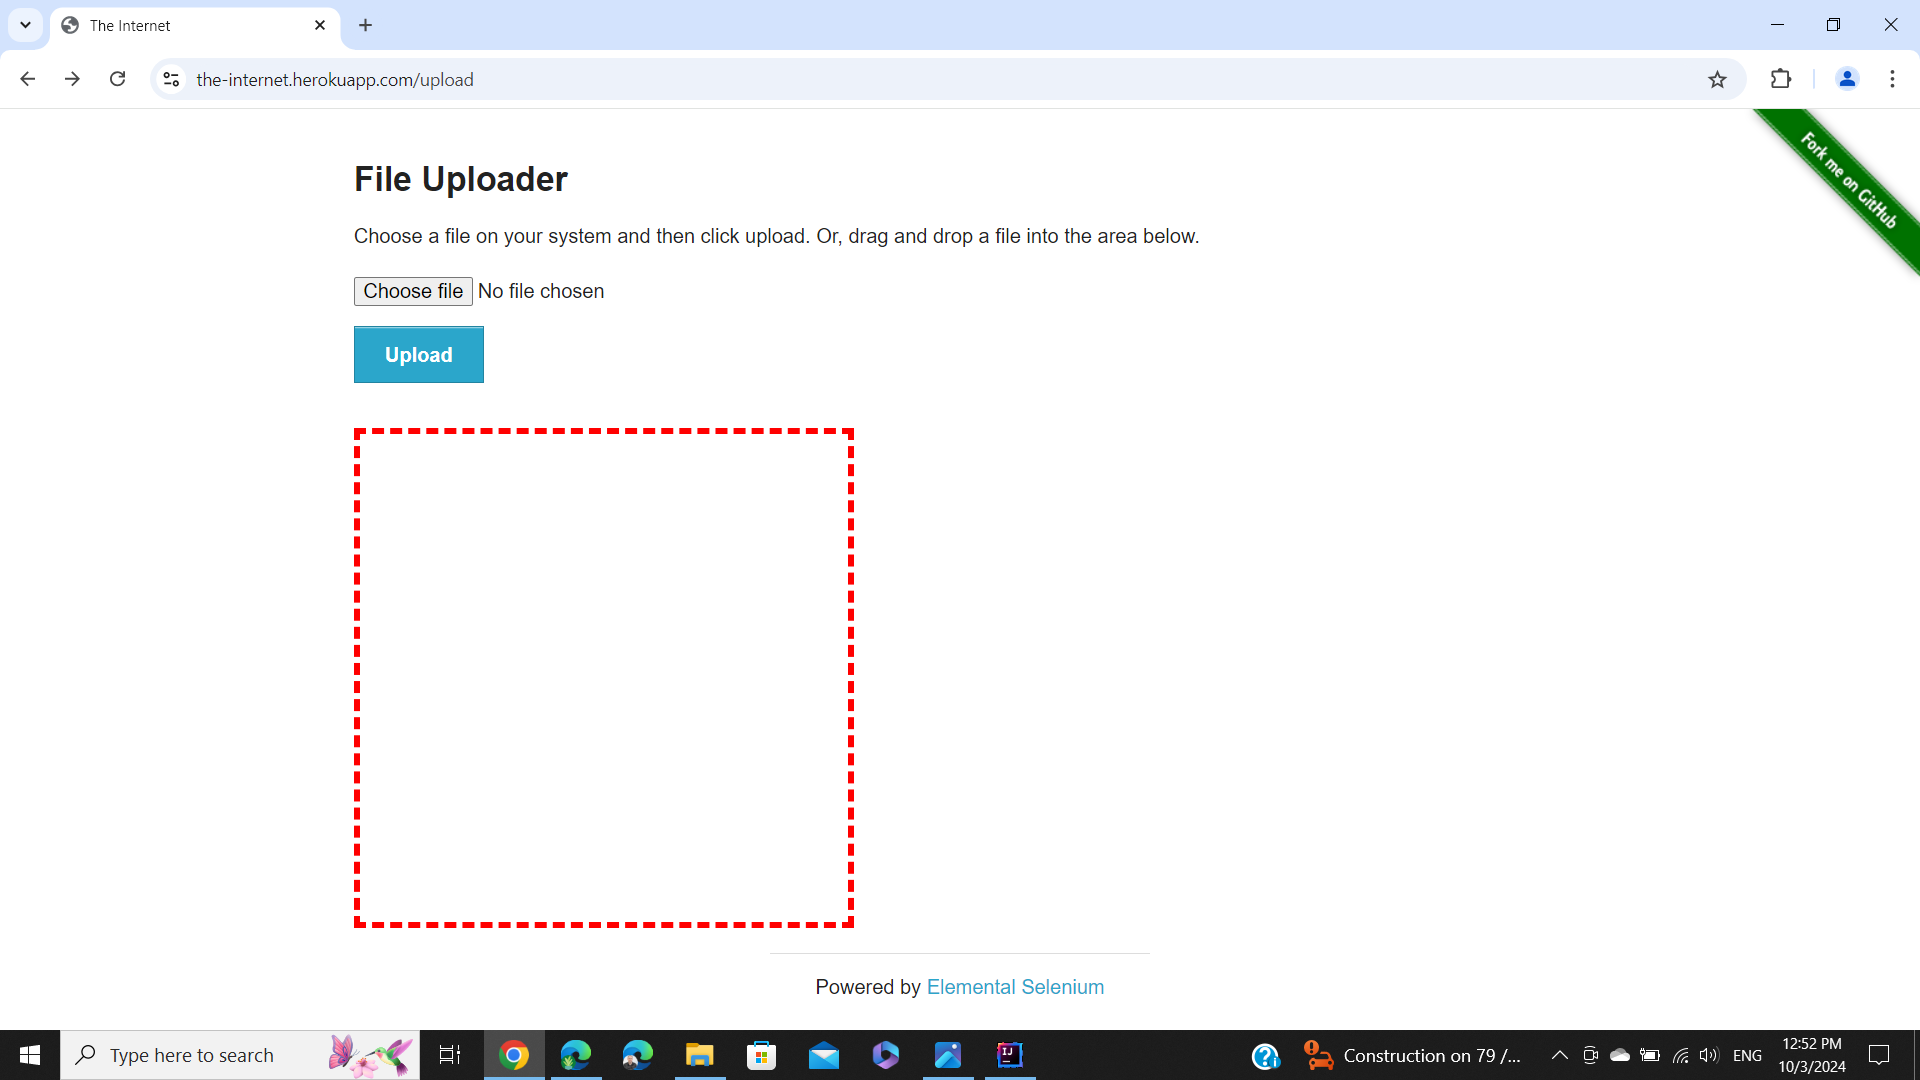 The Internet
the-internet.herokuapp.com/upload
Fork me on GitHub
File Uploader
Choose a file on your system and then click upload. Or, drag and drop a file into the area below.
Choose file No file chosen
Upload
Powered by Elemental Selenium
Type here to search
IJ
Construction on 79 /...
ENG
12:52 PM
10/3/2024